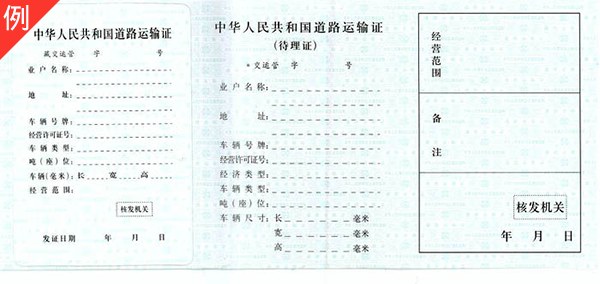 例
中华人民共和国道路运输证
交运管 字 号
业户名称:
地 址:
车辆号牌:
经营许可证号:
车辆类型:
吨(座)位:
车辆(毫米): 长 宽 高
经营范围:
核发机关
发证日期 年 月 日
中华人民共和国道路运输证
(待理证)
*交运管 字 号
业户名称:
地 址:
车辆号牌:
经营许可证号:
经济类型:
车辆类型:
吨(座)位:
车辆尺寸: 长 毫米
宽 毫米
高 毫米
经营范围
备注
核发机关
年 月 日